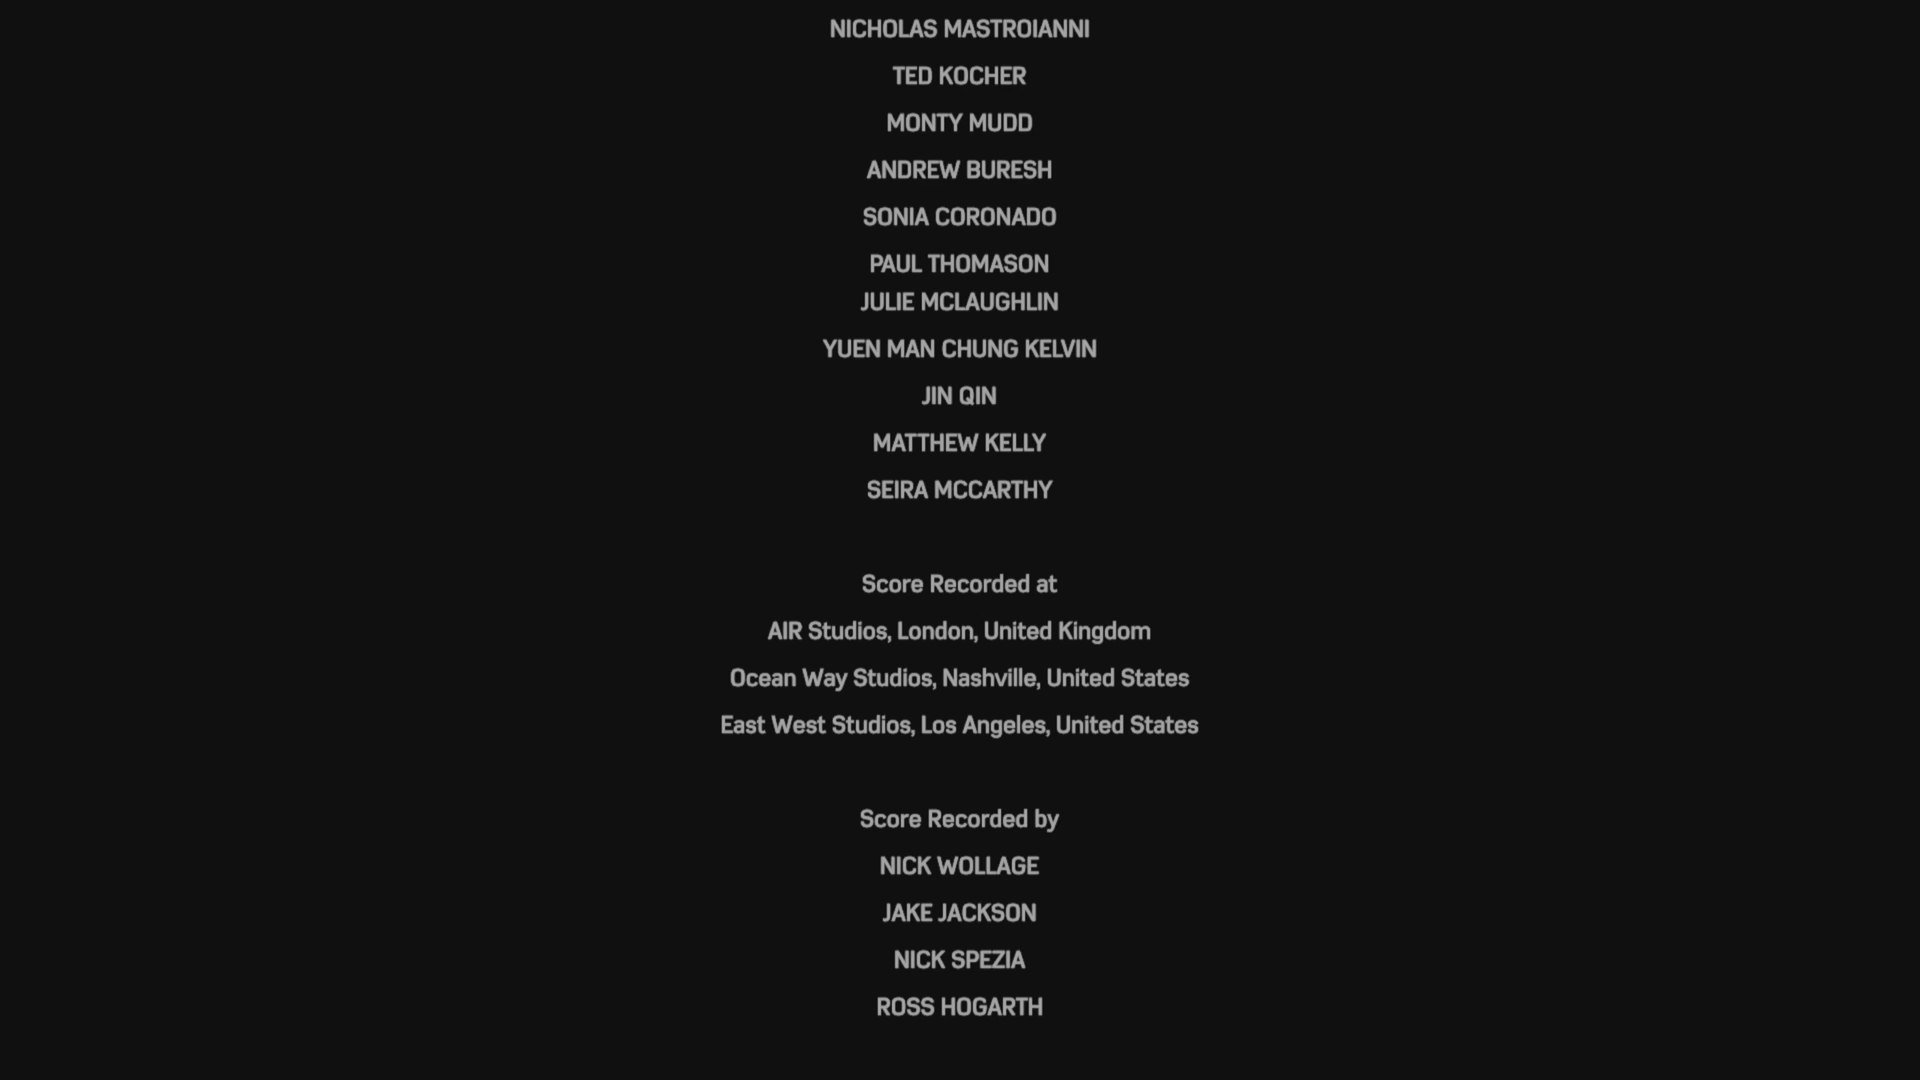 NICHOLAS MASTROIANNI
TED KOCHER
MONTY MUDD
ANDREW BURESH
SONIA CORONADO
PAUL THOMASON
JULIE MCLAUGHLIN
YUEN MAN CHUNG KELVIN
JIN QIN
MATTHEW KELLY
SEIRA MCCARTHY
Score Recorded at
AIR Studios, London, United Kingdom
Ocean Way Studios, Nashville, United States
East West Studios, Los Angeles, United States
Score Recorded by
NICK WOLLAGE
JAKE JACKSON
NICK SPEZIA
ROSS HOGARTH